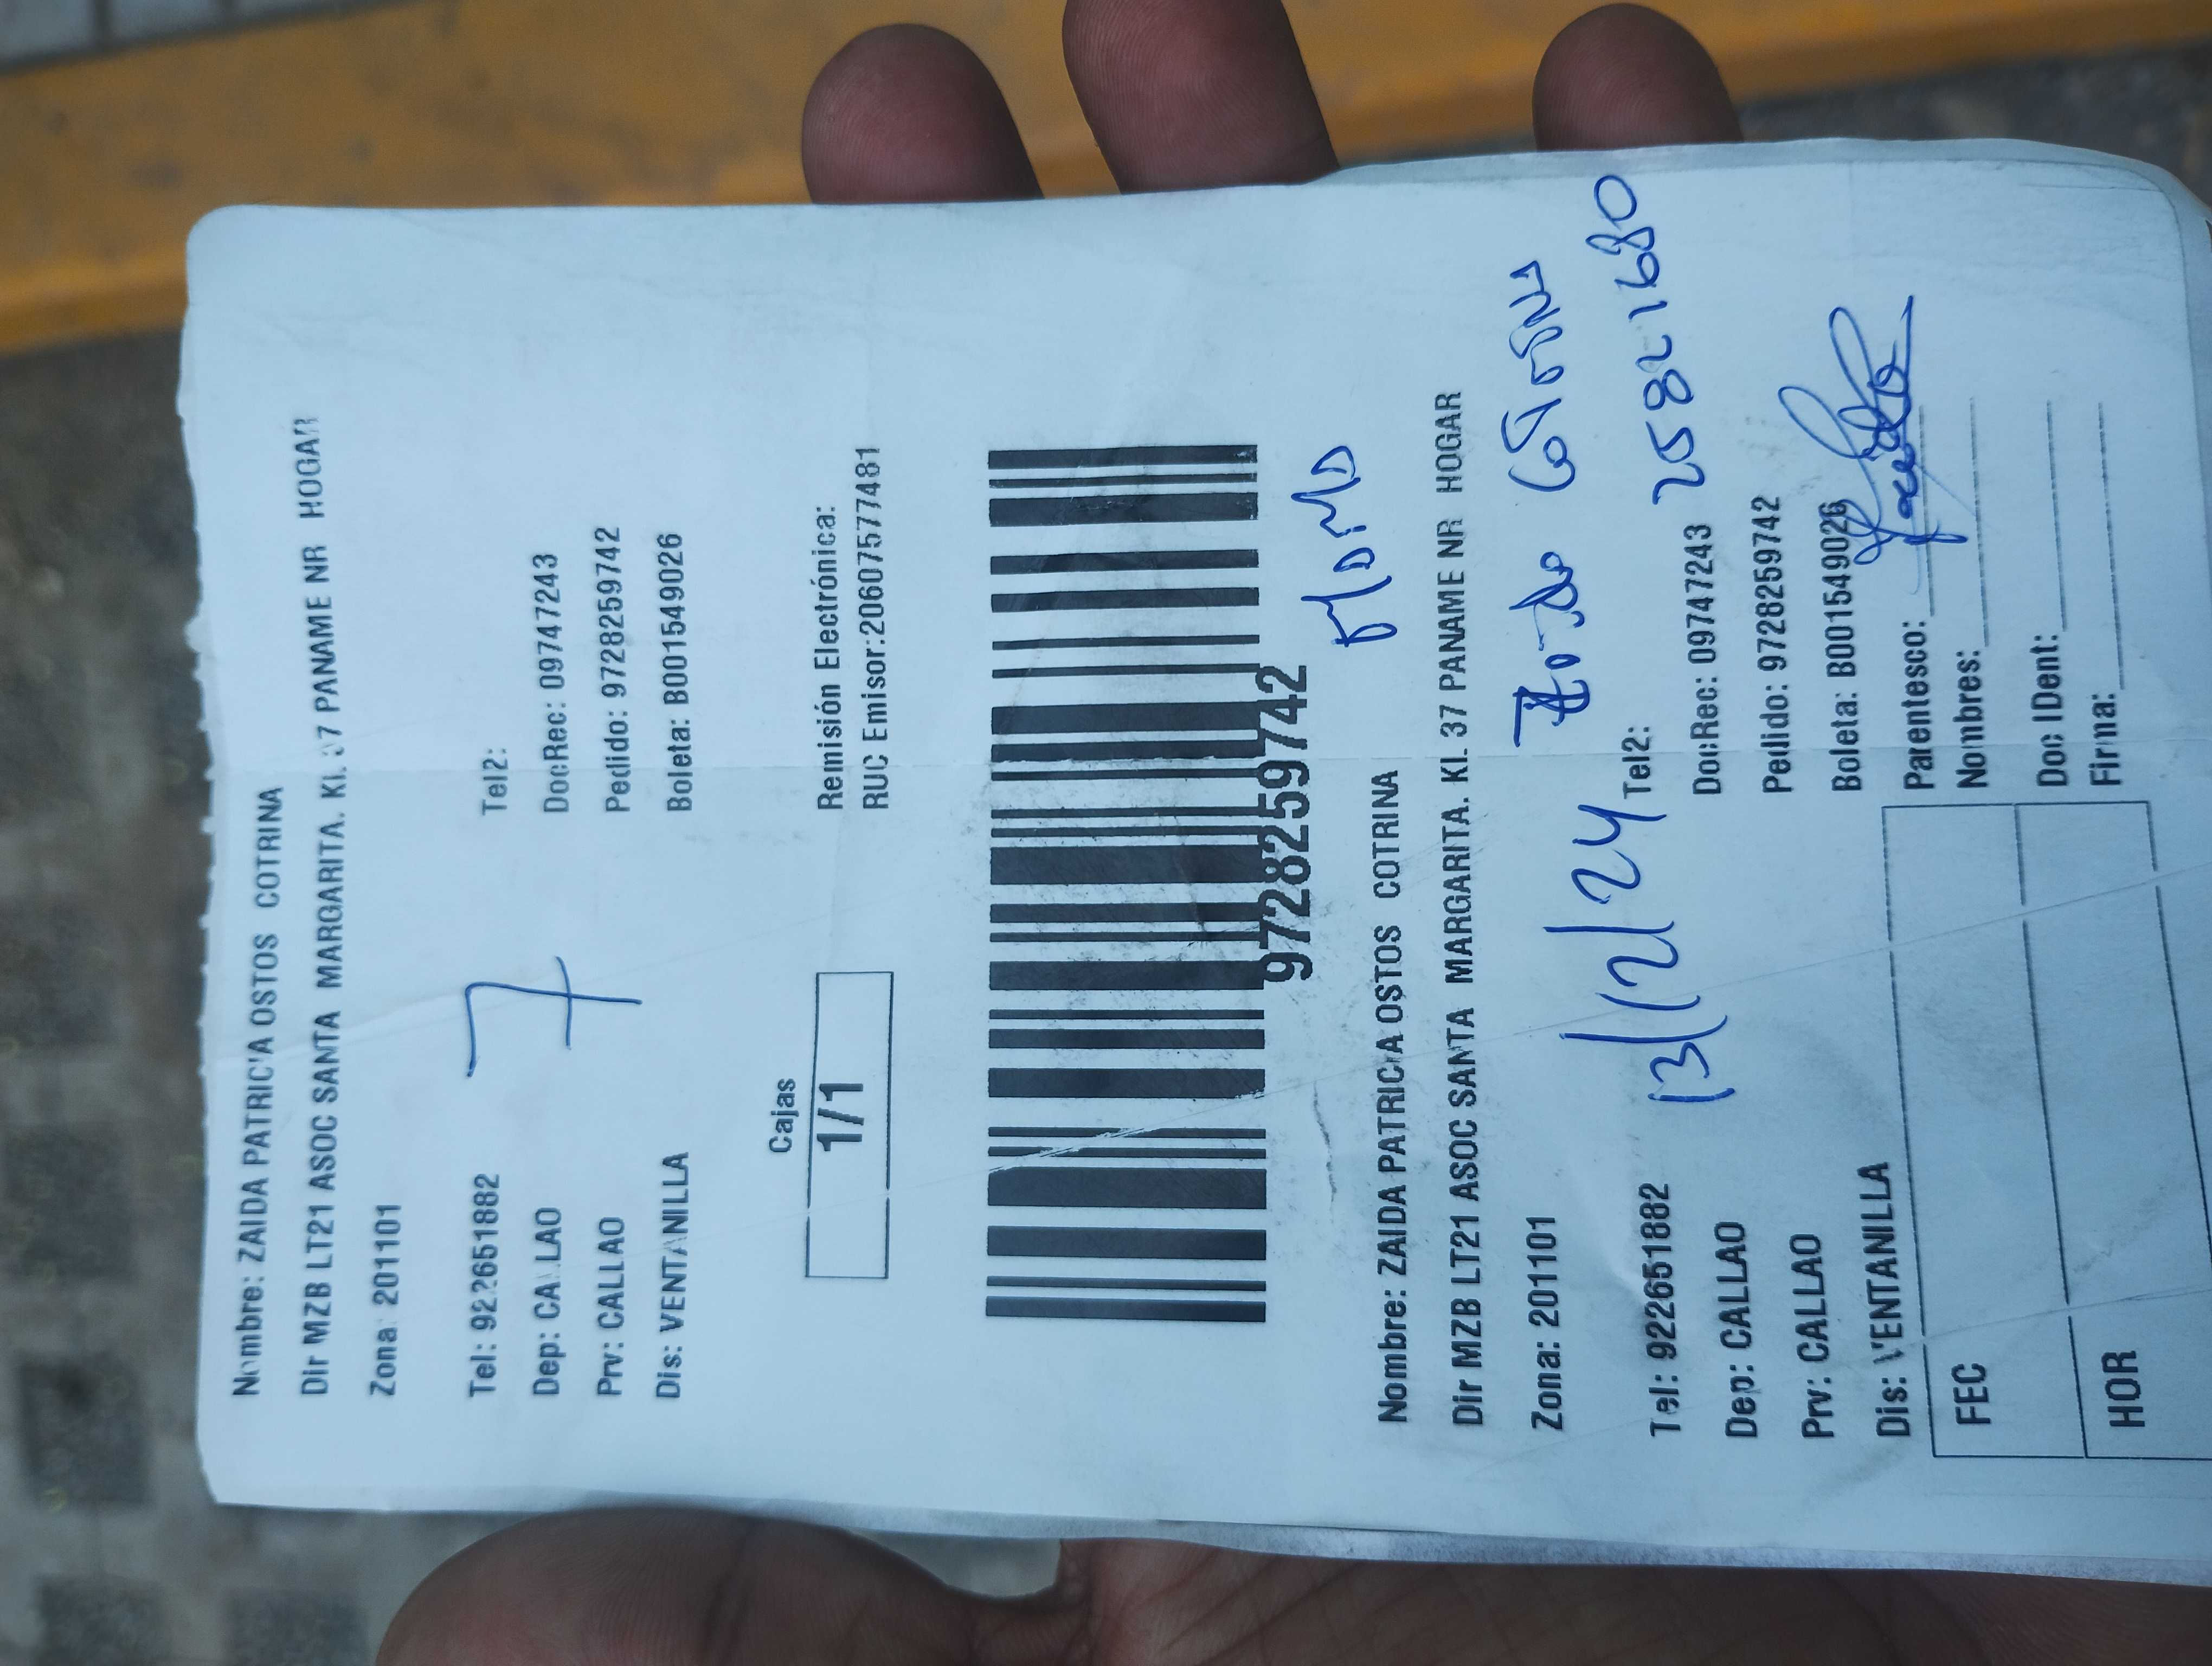 Nombre: ZAIDA PATRICIA OSTOS COTRINA
Dir MZB LT21 ASOC SANTA MARGARITA. Kl. 37 PANAME NR HOGAR
Zona: 201101
7
Tel: 922651882 Tel2:
Dep: CALLAO DocRec: 09747243
Prv: CALLAO Pedido: 9728259742
Dis: VENTANILLA Boleta: B001549026
Cajas
1/1
Remisión Electrónica:
RUC Emisor:20607577481
9728259742
Nombre: ZAIDA PATRICIA OSTOS COTRINA
Dir MZB LT21 ASOC SANTA MARGARITA. Kl. 37 PANAME NR HOGAR
Zona: 201101
13/12/24
25821680
Tel: 922651882 Tel2:
Dep: CALLAO DocRec: 09747243
Prv: CALLAO Pedido: 9728259742
Dis: VENTANILLA Boleta: B001549026
FEC
HOR
Parentesco:
Nombres:
Doc IDent:
Firma: